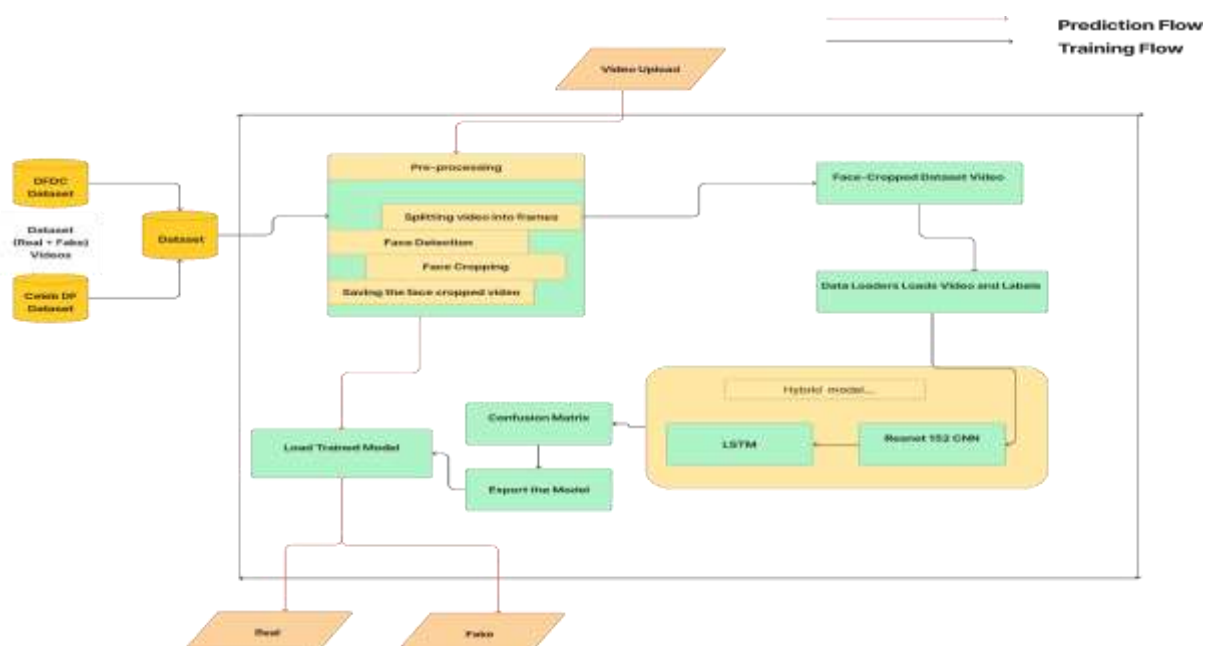 Prediction Flow
Training Flow
Video Upload
Pre-processing
Splitting video into frames
Face Detection
Face Cropping
Saving the face cropped video
DFDC
Dataset
Dataset
(Real + Fake)
Videos
Celeb DF
Dataset
Dataset
Face-Cropped Dataset Video
Data Loaders Loads Video and Labels
Hybrid model...
LSTM
Resnet 152 CNN
Confusion Matrix
Export the Model
Load Trained Model
Real
Fake